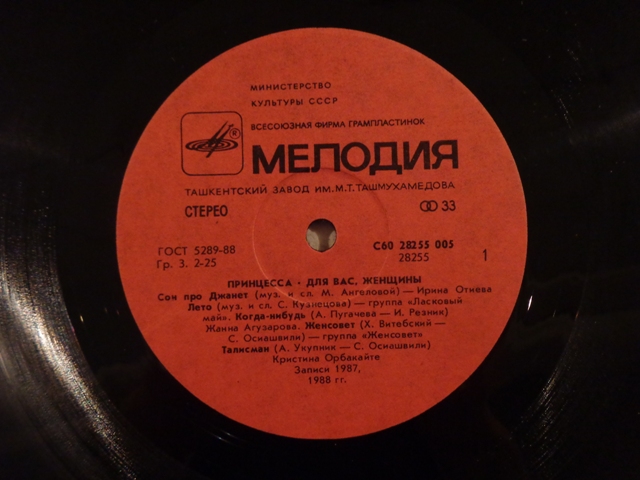 МИНИСТЕРСТВО
КУЛЬТУРЫ СССР
ВСЕСОЮЗНАЯ ФИРМА ГРАМПЛАСТИНОК
®
МЕЛОДИЯ
ТАШКЕНТСКИЙ ЗАВОД ИМ.М.Т.ТАШМУХАМЕДОВА
СТЕРЕО
33
ГОСТ 5289-88
Гр. 3. 2-25
С60 28255 005
28255
1
ПРИНЦЕССА · ДЛЯ ВАС, ЖЕНЩИНЫ
Сон про Джанет (муз. и сл. М. Ангеловой) — Ирина Отиева
Лето (муз. и сл. С. Кузнецова) — группа «Ласковый
май». Когда-нибудь (А. Пугачева — И. Резник)
Жанна Агузарова. Женсовет (Х. Витебский —
С. Осиашвили) — группа «Женсовет»
Талисман (А. Укупник — С. Осиашвили)
Кристина Орбакайте
Записи 1987,
1988 гг.